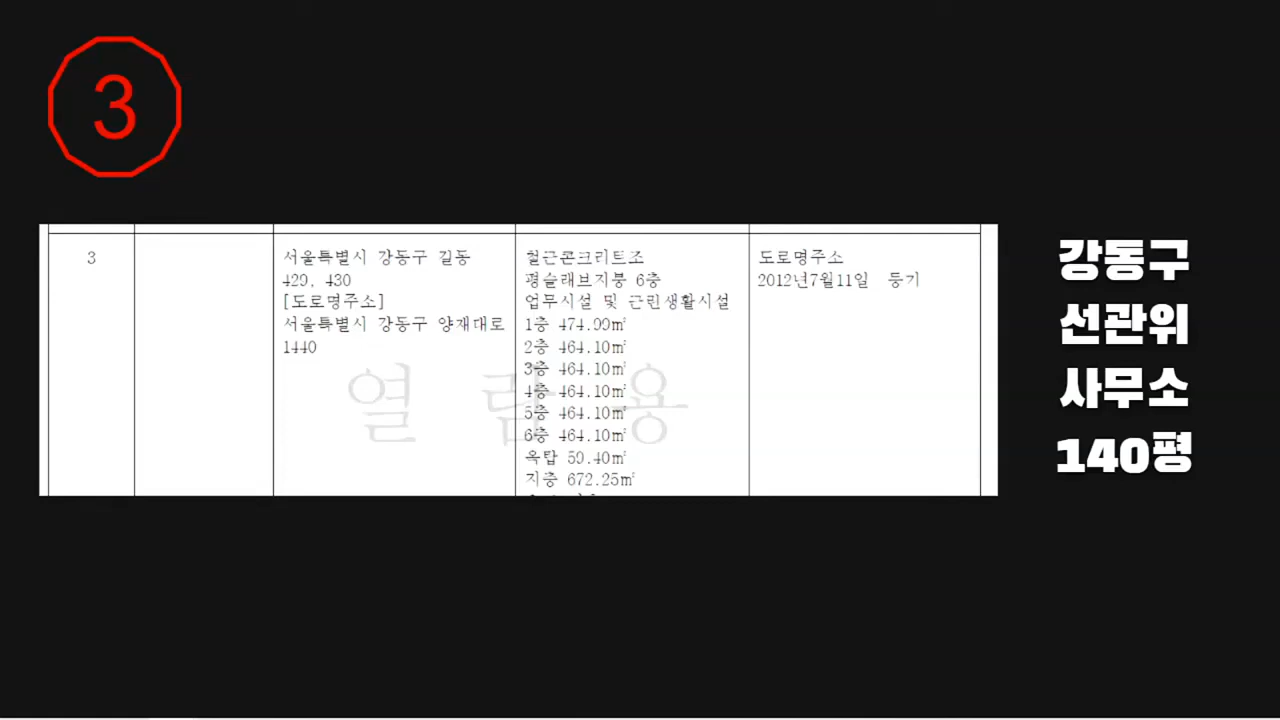 3
3
서울특별시 강동구 길동
429, 430
[도로명주소]
서울특별시 강동구 양재대로
1440
철근콘크리트조
평슬래브지붕 6층
업무시설 및 근린생활시설
1층 474.99㎡
2층 464.10㎡
3층 464.10㎡
4층 464.10㎡
5층 464.10㎡
6층 464.10㎡
옥탑 59.40㎡
지층 672.25㎡
도로명주소
2012년7월11일 등기
열 람 용
강동구
선관위
사무소
140평